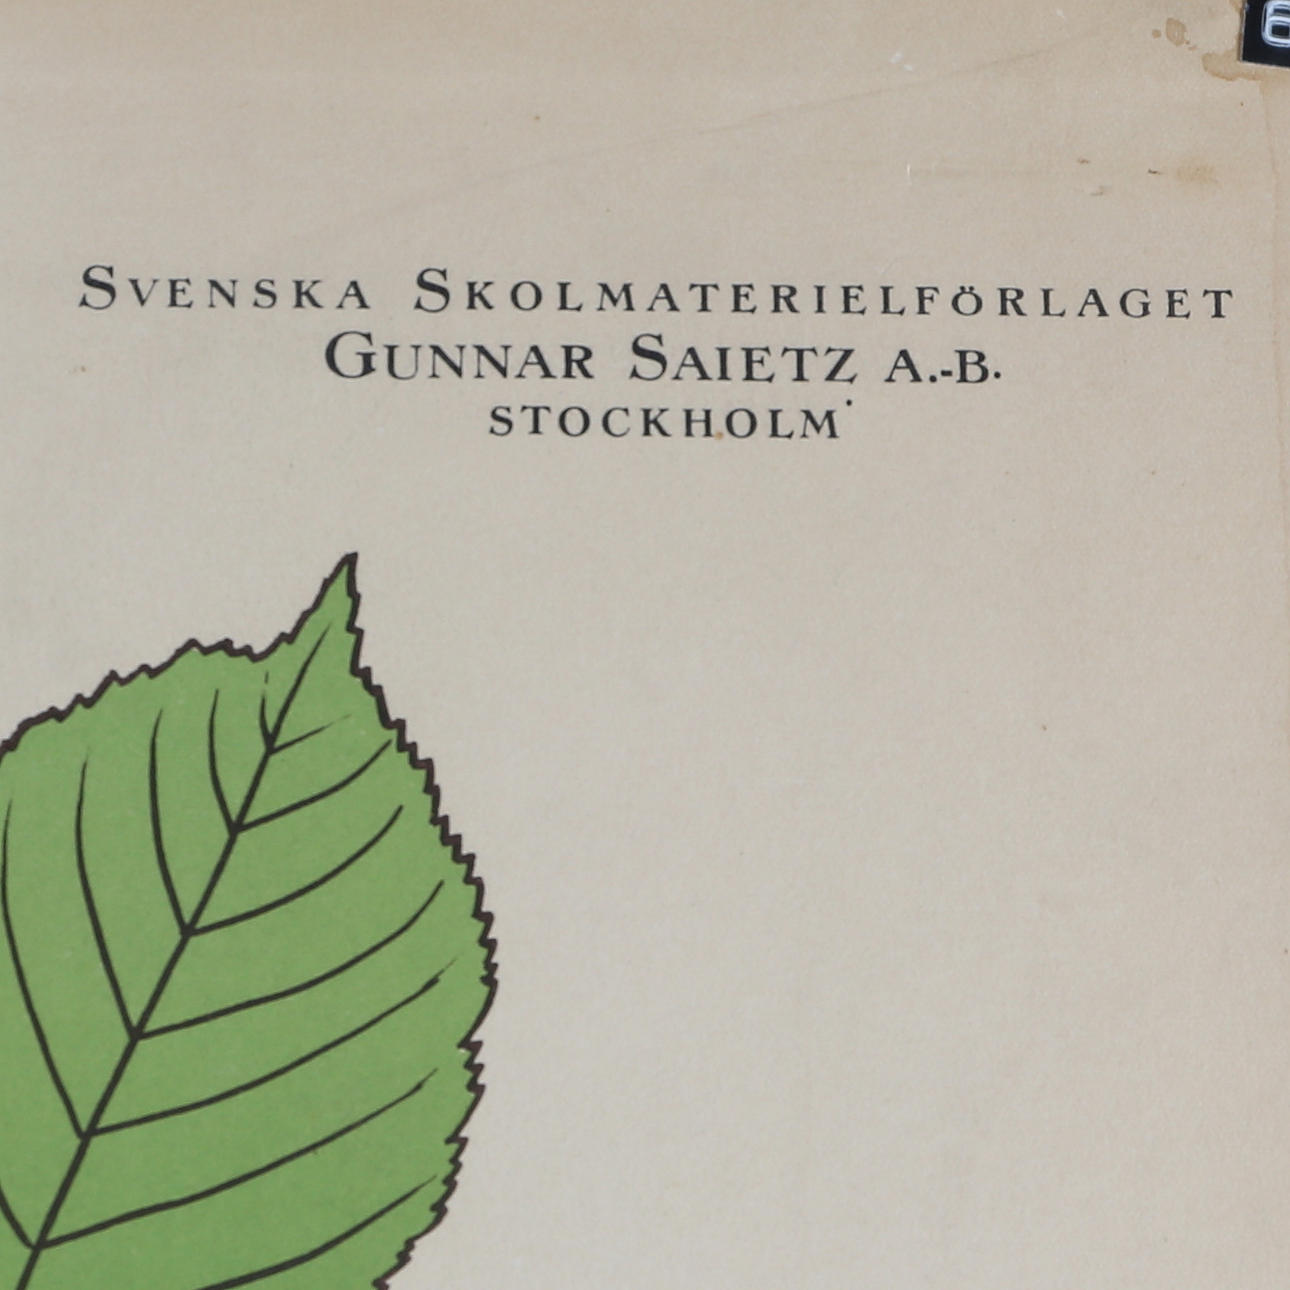 SVENSKA SKOLMATERIELFÖRLAGET
GUNNAR SAIETZ A.-B.
STOCKHOLM